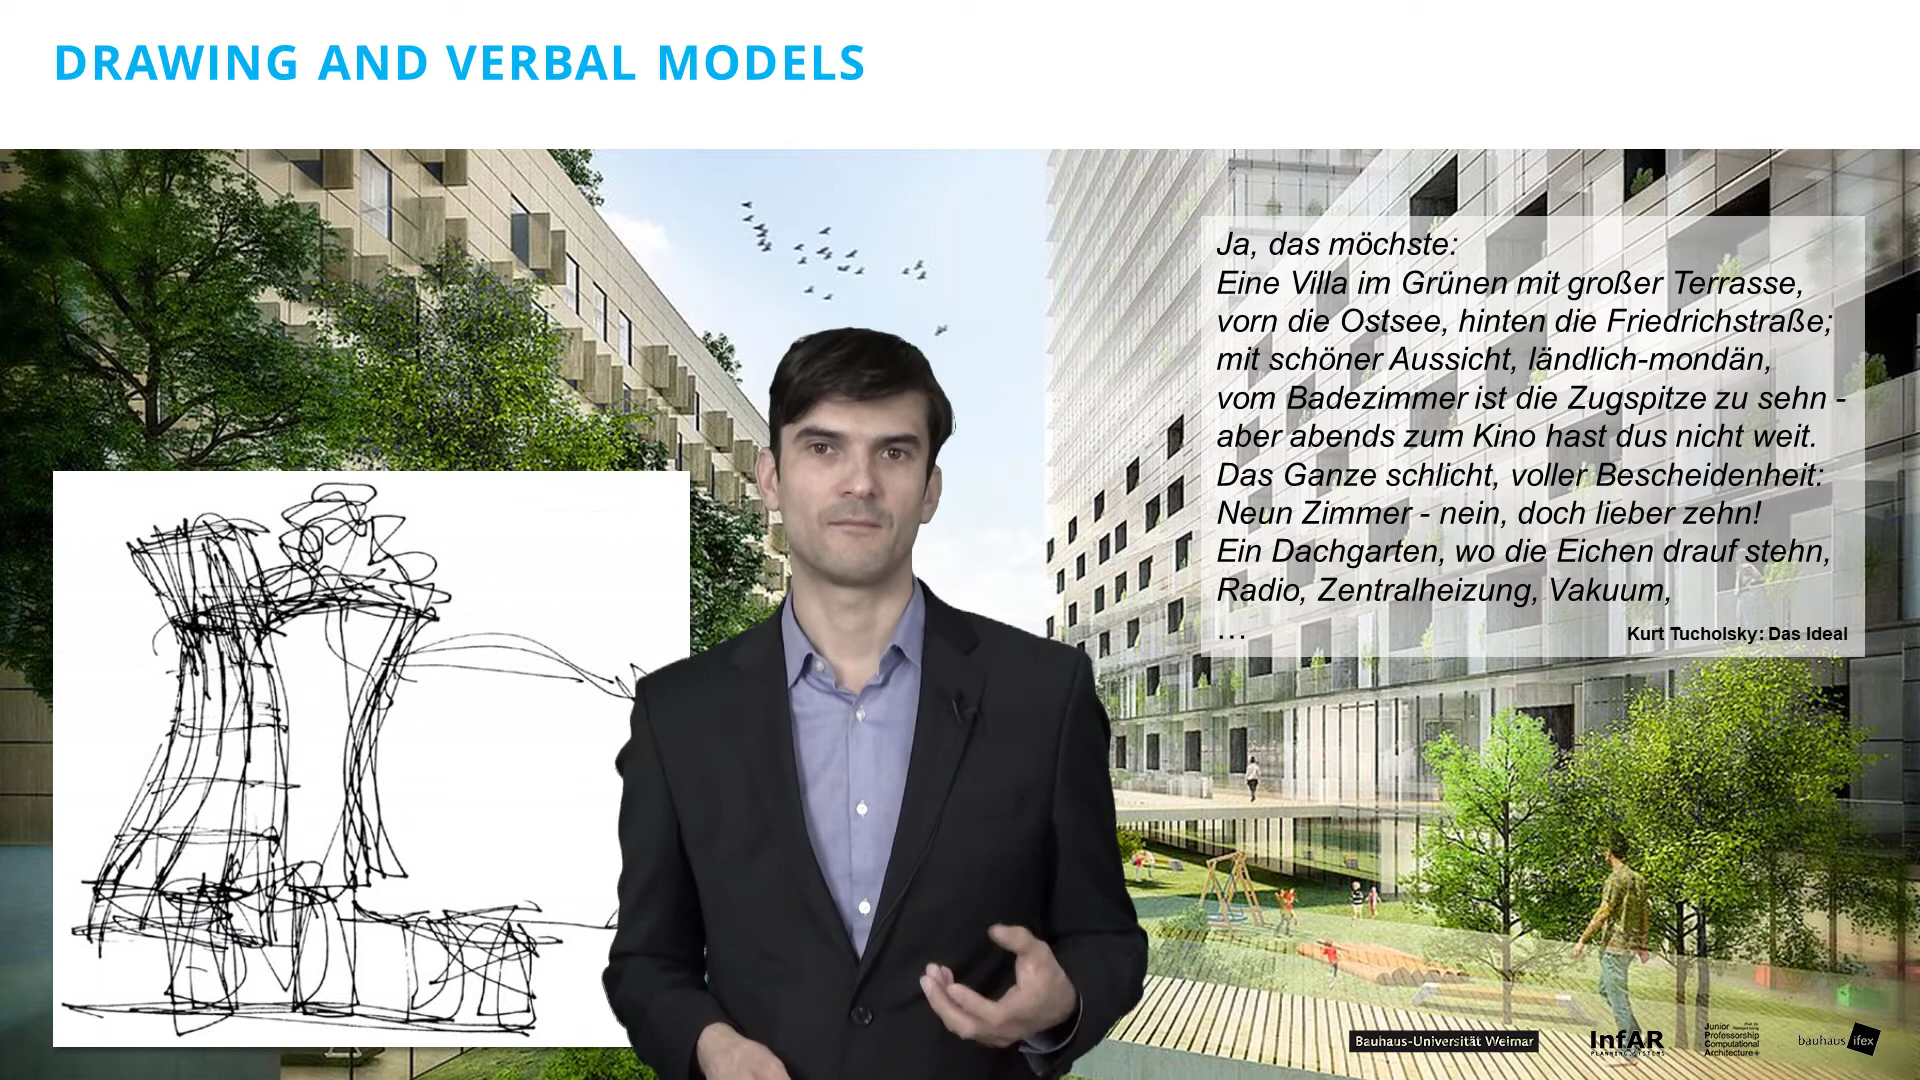 DRAWING AND VERBAL MODELS
Ja, das möchste:
Eine Villa im Grünen mit großer Terrasse,
vorn die Ostsee, hinten die Friedrichstraße;
mit schöner Aussicht, ländlich-mondän,
vom Badezimmer ist die Zugspitze zu sehn -
aber abends zum Kino hast dus nicht weit.
Das Ganze schlicht, voller Bescheidenheit:
Neun Zimmer - nein, doch lieber zehn!
Ein Dachgarten, wo die Eichen drauf stehn,
Radio, Zentralheizung, Vakuum,
…
Kurt Tucholsky: Das Ideal
Bauhaus-Universität Weimar
InfAR
PLANNING SYSTEMS
Junior
Professorship
Computational
Architecture
bauhaus ifex